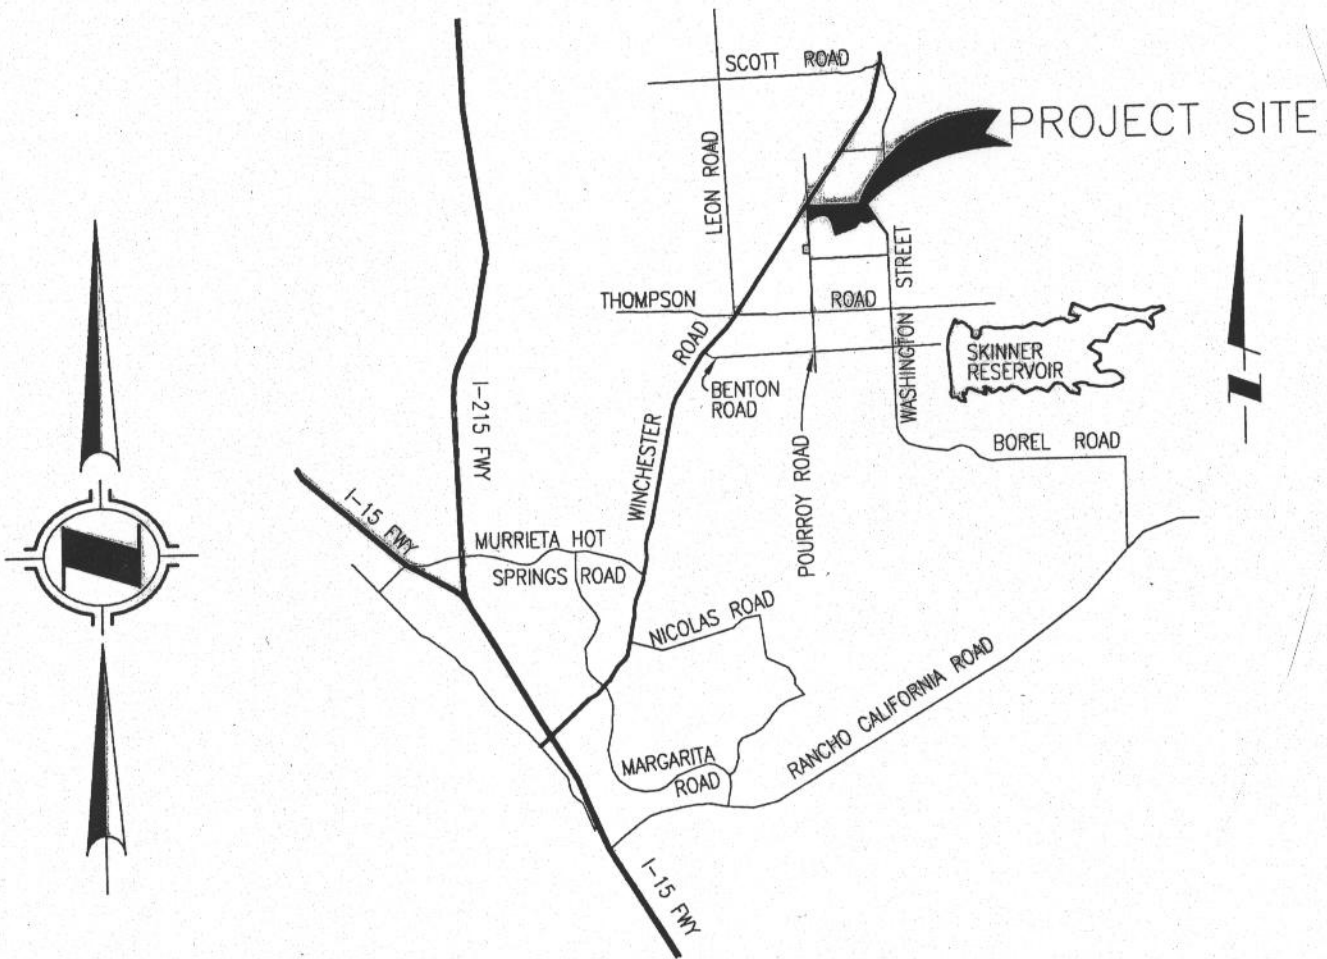 SCOTT ROAD
PROJECT SITE
LEON ROAD
WASHINGTON STREET
THOMPSON ROAD
WINCHESTER ROAD
SKINNER
RESERVOIR
BENTON
ROAD
I-215 FWY
POURROY ROAD
BOREL ROAD
I-15 FWY
MURRIETA HOT
SPRINGS ROAD
NICOLAS ROAD
RANCHO CALIFORNIA ROAD
MARGARITA
ROAD
I-15 FWY
N
N